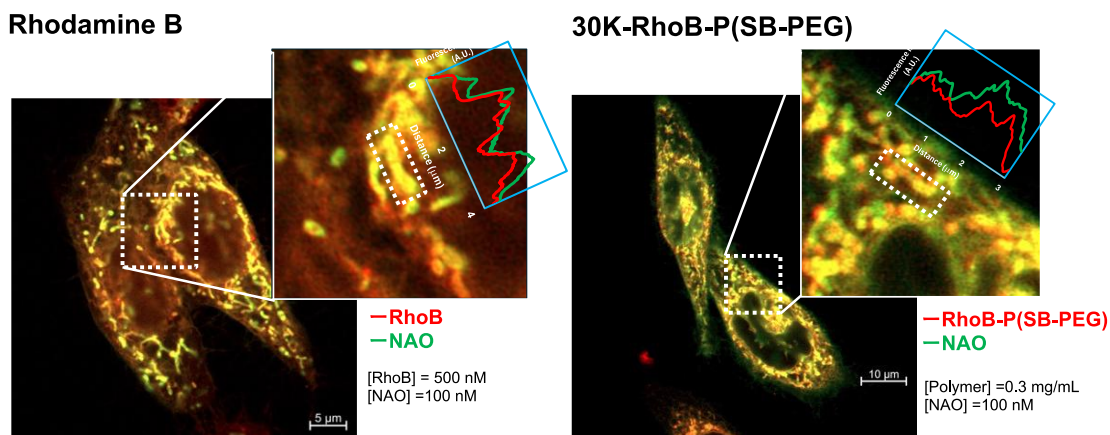 Rhodamine B
Fluorescence
(A.U.)
0
2
4
Distance (μm)
RhoB
NAO
[RhoB] = 500 nM
[NAO] =100 nM
5 μm
30K-RhoB-P(SB-PEG)
Fluorescence
(A.U.)
0
1
2
3
Distance (μm)
RhoB-P(SB-PEG)
NAO
[Polymer] =0.3 mg/mL
[NAO] =100 nM
10 μm